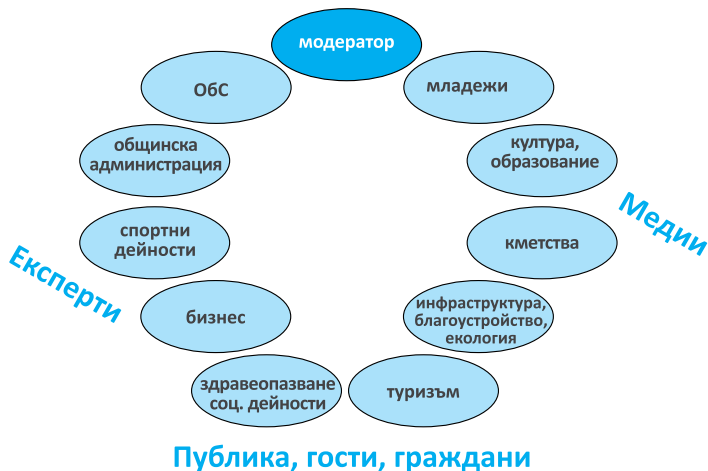 модератор
ОбС
младежи
общинска
администрация
култура,
образование
спортни
дейности
кметства
Медии
Експерти
бизнес
инфраструктура,
благоустройство,
екология
здравеопазване
соц. дейности
туризъм
Публика, гости, граждани